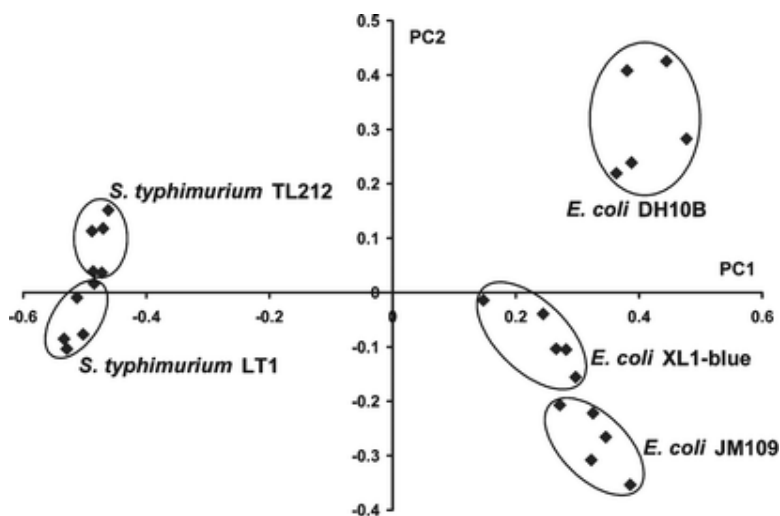 0.5
PC2
0.4
0.3
0.2
S. typhimurium TL212
E. coli DH10B
0.1
PC1
0
-0.6
-0.4
-0.2
0
0.2
0.4
0.6
-0.1
S. typhimurium LT1
E. coli XL1-blue
-0.2
E. coli JM109
-0.3
-0.4